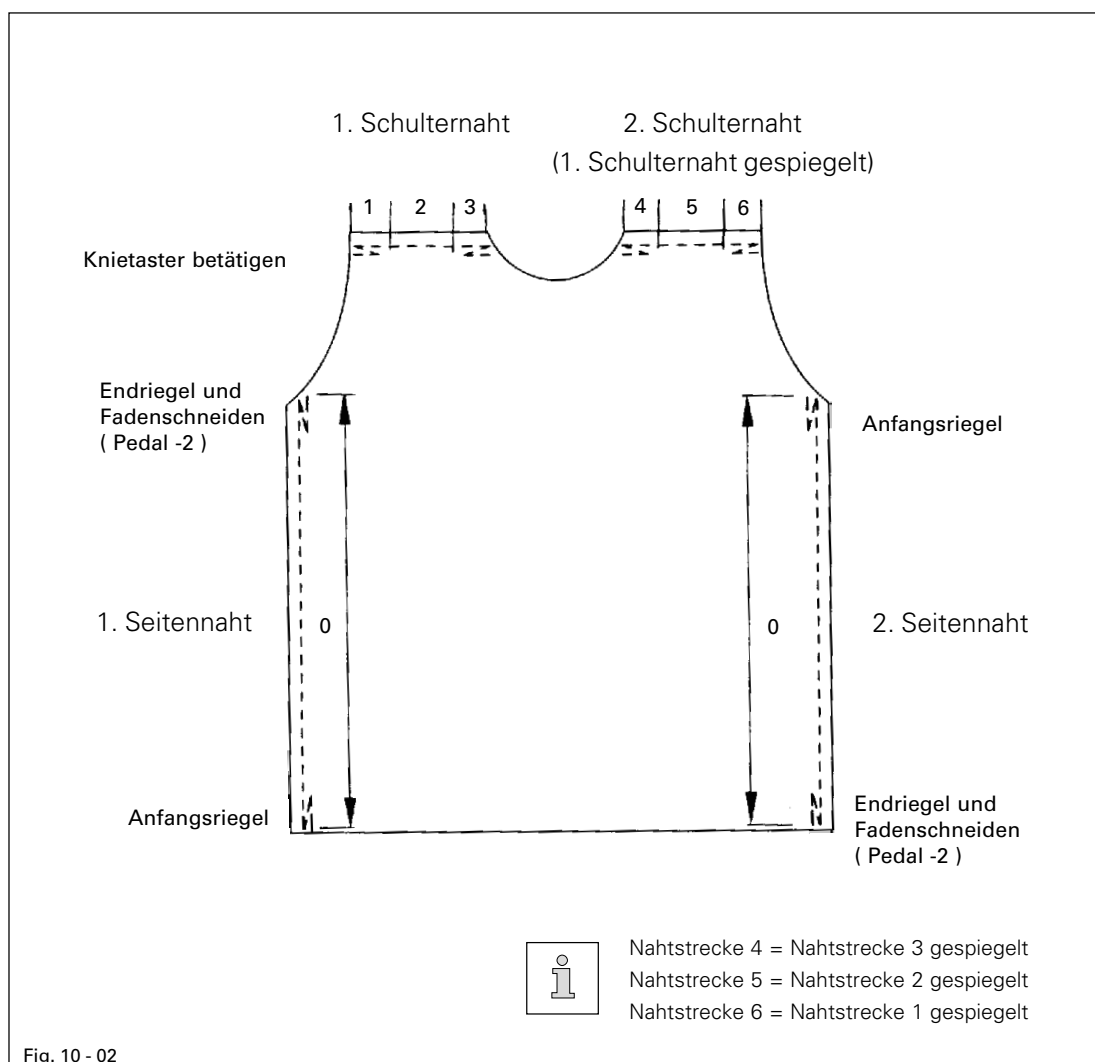 1. Schulternaht
2. Schulternaht
(1. Schulternaht gespiegelt)
1 2 3
4 5 6
Knietaster betätigen
Endriegel und
Fadenschneiden
( Pedal -2 )
Anfangsriegel
1. Seitennaht
0
0
2. Seitennaht
Anfangsriegel
Endriegel und
Fadenschneiden
( Pedal -2 )
Nahtstrecke 4 = Nahtstrecke 3 gespiegelt
Nahtstrecke 5 = Nahtstrecke 2 gespiegelt
Nahtstrecke 6 = Nahtstrecke 1 gespiegelt
Fig. 10 - 02